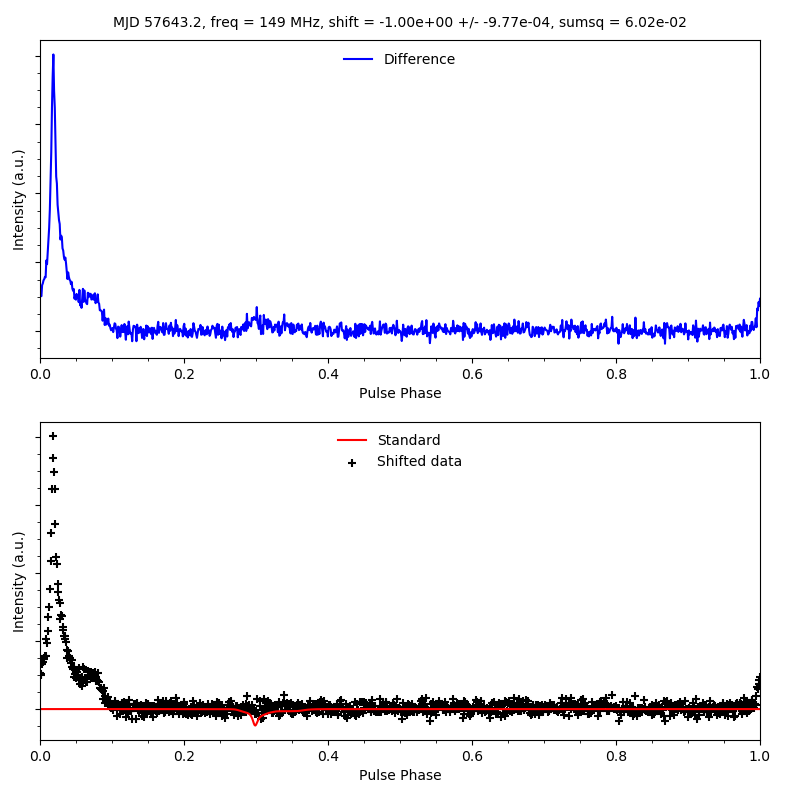 MJD 57643.2, freq = 149 MHz, shift = -1.00e+00 +/- -9.77e-04, sumsq = 6.02e-02
Difference
Intensity (a.u.)
0.0 0.2 0.4 0.6 0.8 1.0
Pulse Phase
Standard
Shifted data
Intensity (a.u.)
0.0 0.2 0.4 0.6 0.8 1.0
Pulse Phase